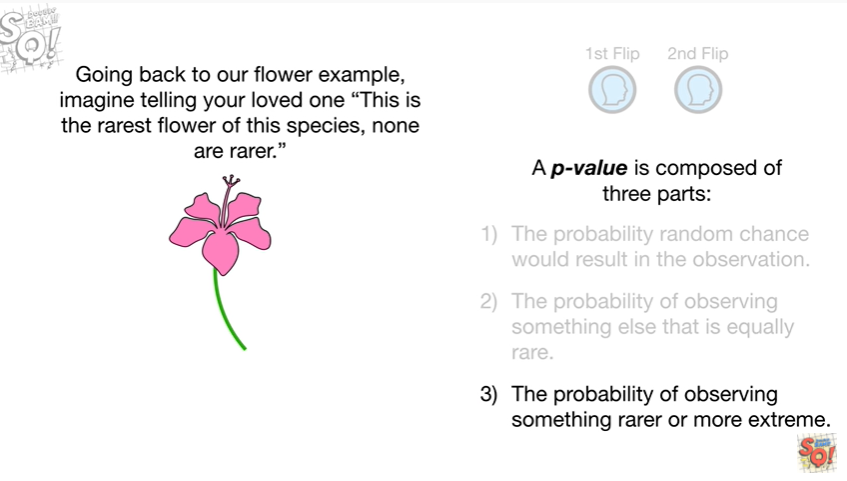 SQ!
Going back to our flower example,
imagine telling your loved one “This is
the rarest flower of this species, none
are rarer.”
1st Flip 2nd Flip
A p-value is composed of
three parts:
1) The probability random chance
would result in the observation.
2) The probability of observing
something else that is equally
rare.
3) The probability of observing
something rarer or more extreme.
SQ!